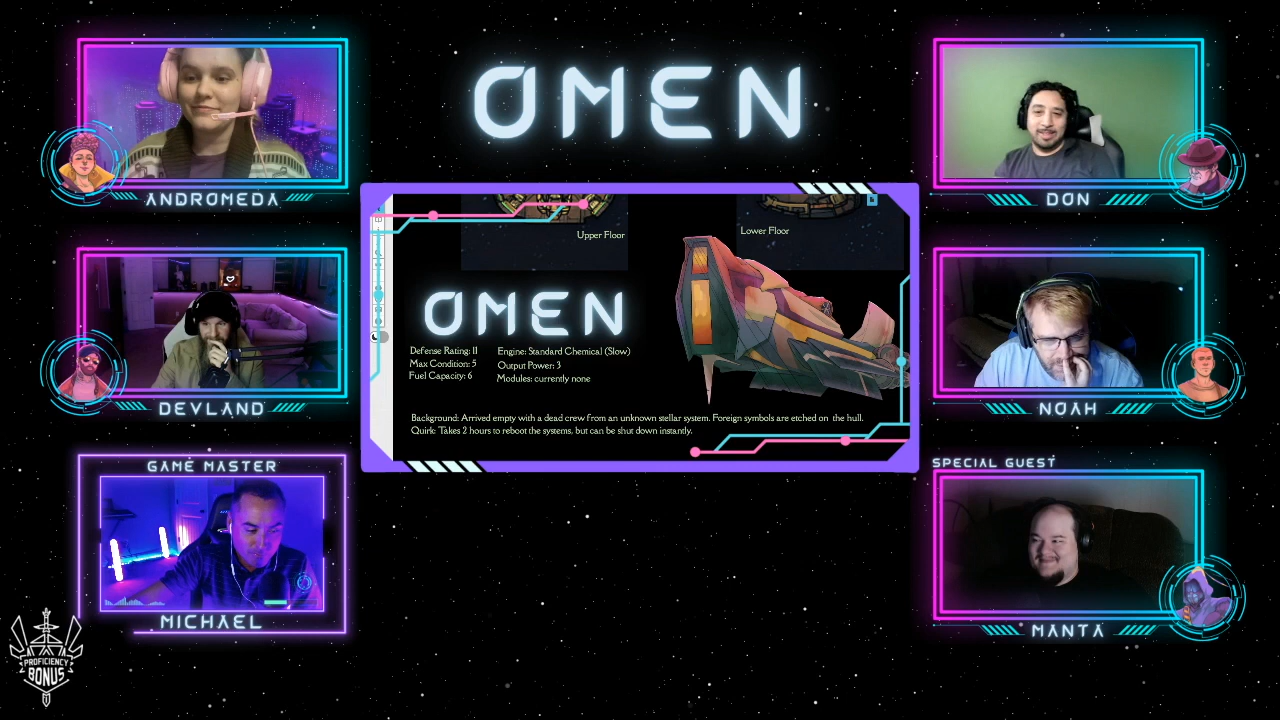 OMEN
ANDROMEDA
DON
Upper Floor
Lower Floor
OMEN
Defense Rating: 11
Max Condition: 5
Fuel Capacity: 6
Engine: Standard Chemical (Slow)
Output Power: 3
Modules: currently none
Background: Arrived empty with a dead crew from an unknown stellar system. Foreign symbols are etched on the hull.
Quirk: Takes 2 hours to reboot the systems, but can be shut down instantly.
DEVLAND
NOAH
GAME MASTER
MICHAEL
SPECIAL GUEST
MANTA
PROFICIENCY
BONUS